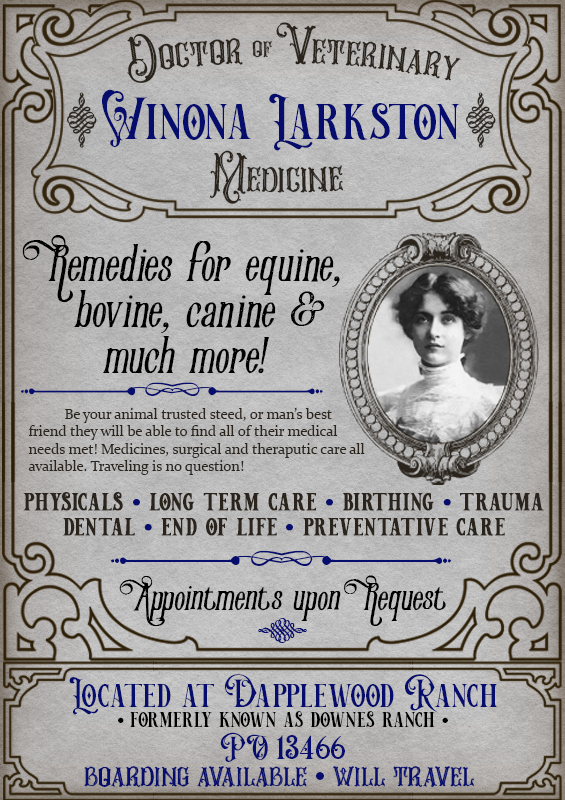 Doctor of Veterinary
Winona Larkston
Medicine
Remedies for equine,
bovine, canine &
much more!
Be your animal trusted steed, or man's best
friend they will be able to find all of their medical
needs met! Medicines, surgical and theraputic care all
available. Traveling is no question!
PHYSICALS • LONG TERM CARE • BIRTHING • TRAUMA
DENTAL • END OF LIFE • PREVENTATIVE CARE
Appointments upon Request
Located at Dapplewood Ranch
• FORMERLY KNOWN AS DOWNES RANCH •
PO 13466
BOARDING AVAILABLE • WILL TRAVEL